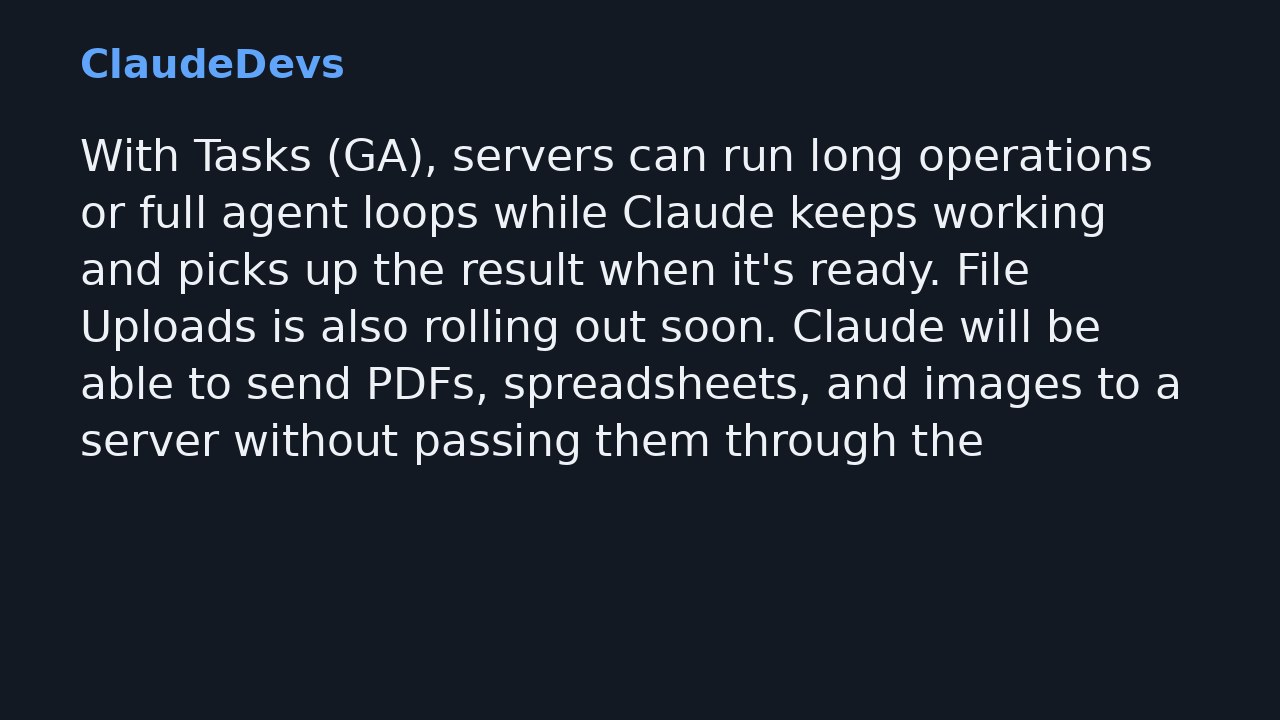 ClaudeDevs
With Tasks (GA), servers can run long operations
or full agent loops while Claude keeps working
and picks up the result when it's ready. File
Uploads is also rolling out soon. Claude will be
able to send PDFs, spreadsheets, and images to a
server without passing them through the